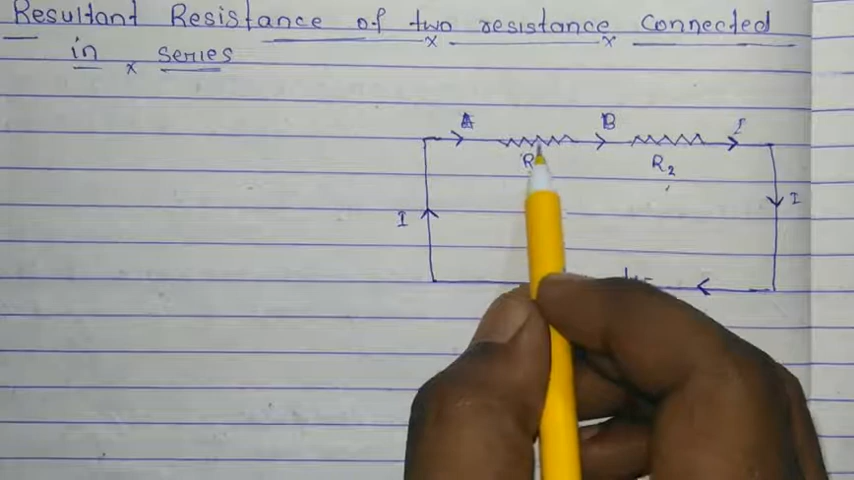 Resultant Resistance of two resistance Connected
in series
A B I
R R2
I
I